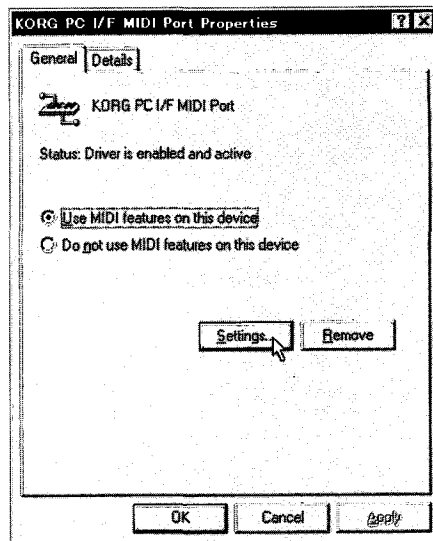 KORG PC I/F MIDI Port Properties
General Details
KORG PC I/F MIDI Port
Status: Driver is enabled and active
Use MIDI features on this device
Do not use MIDI features on this device
Settings... Remove
OK Cancel Apply